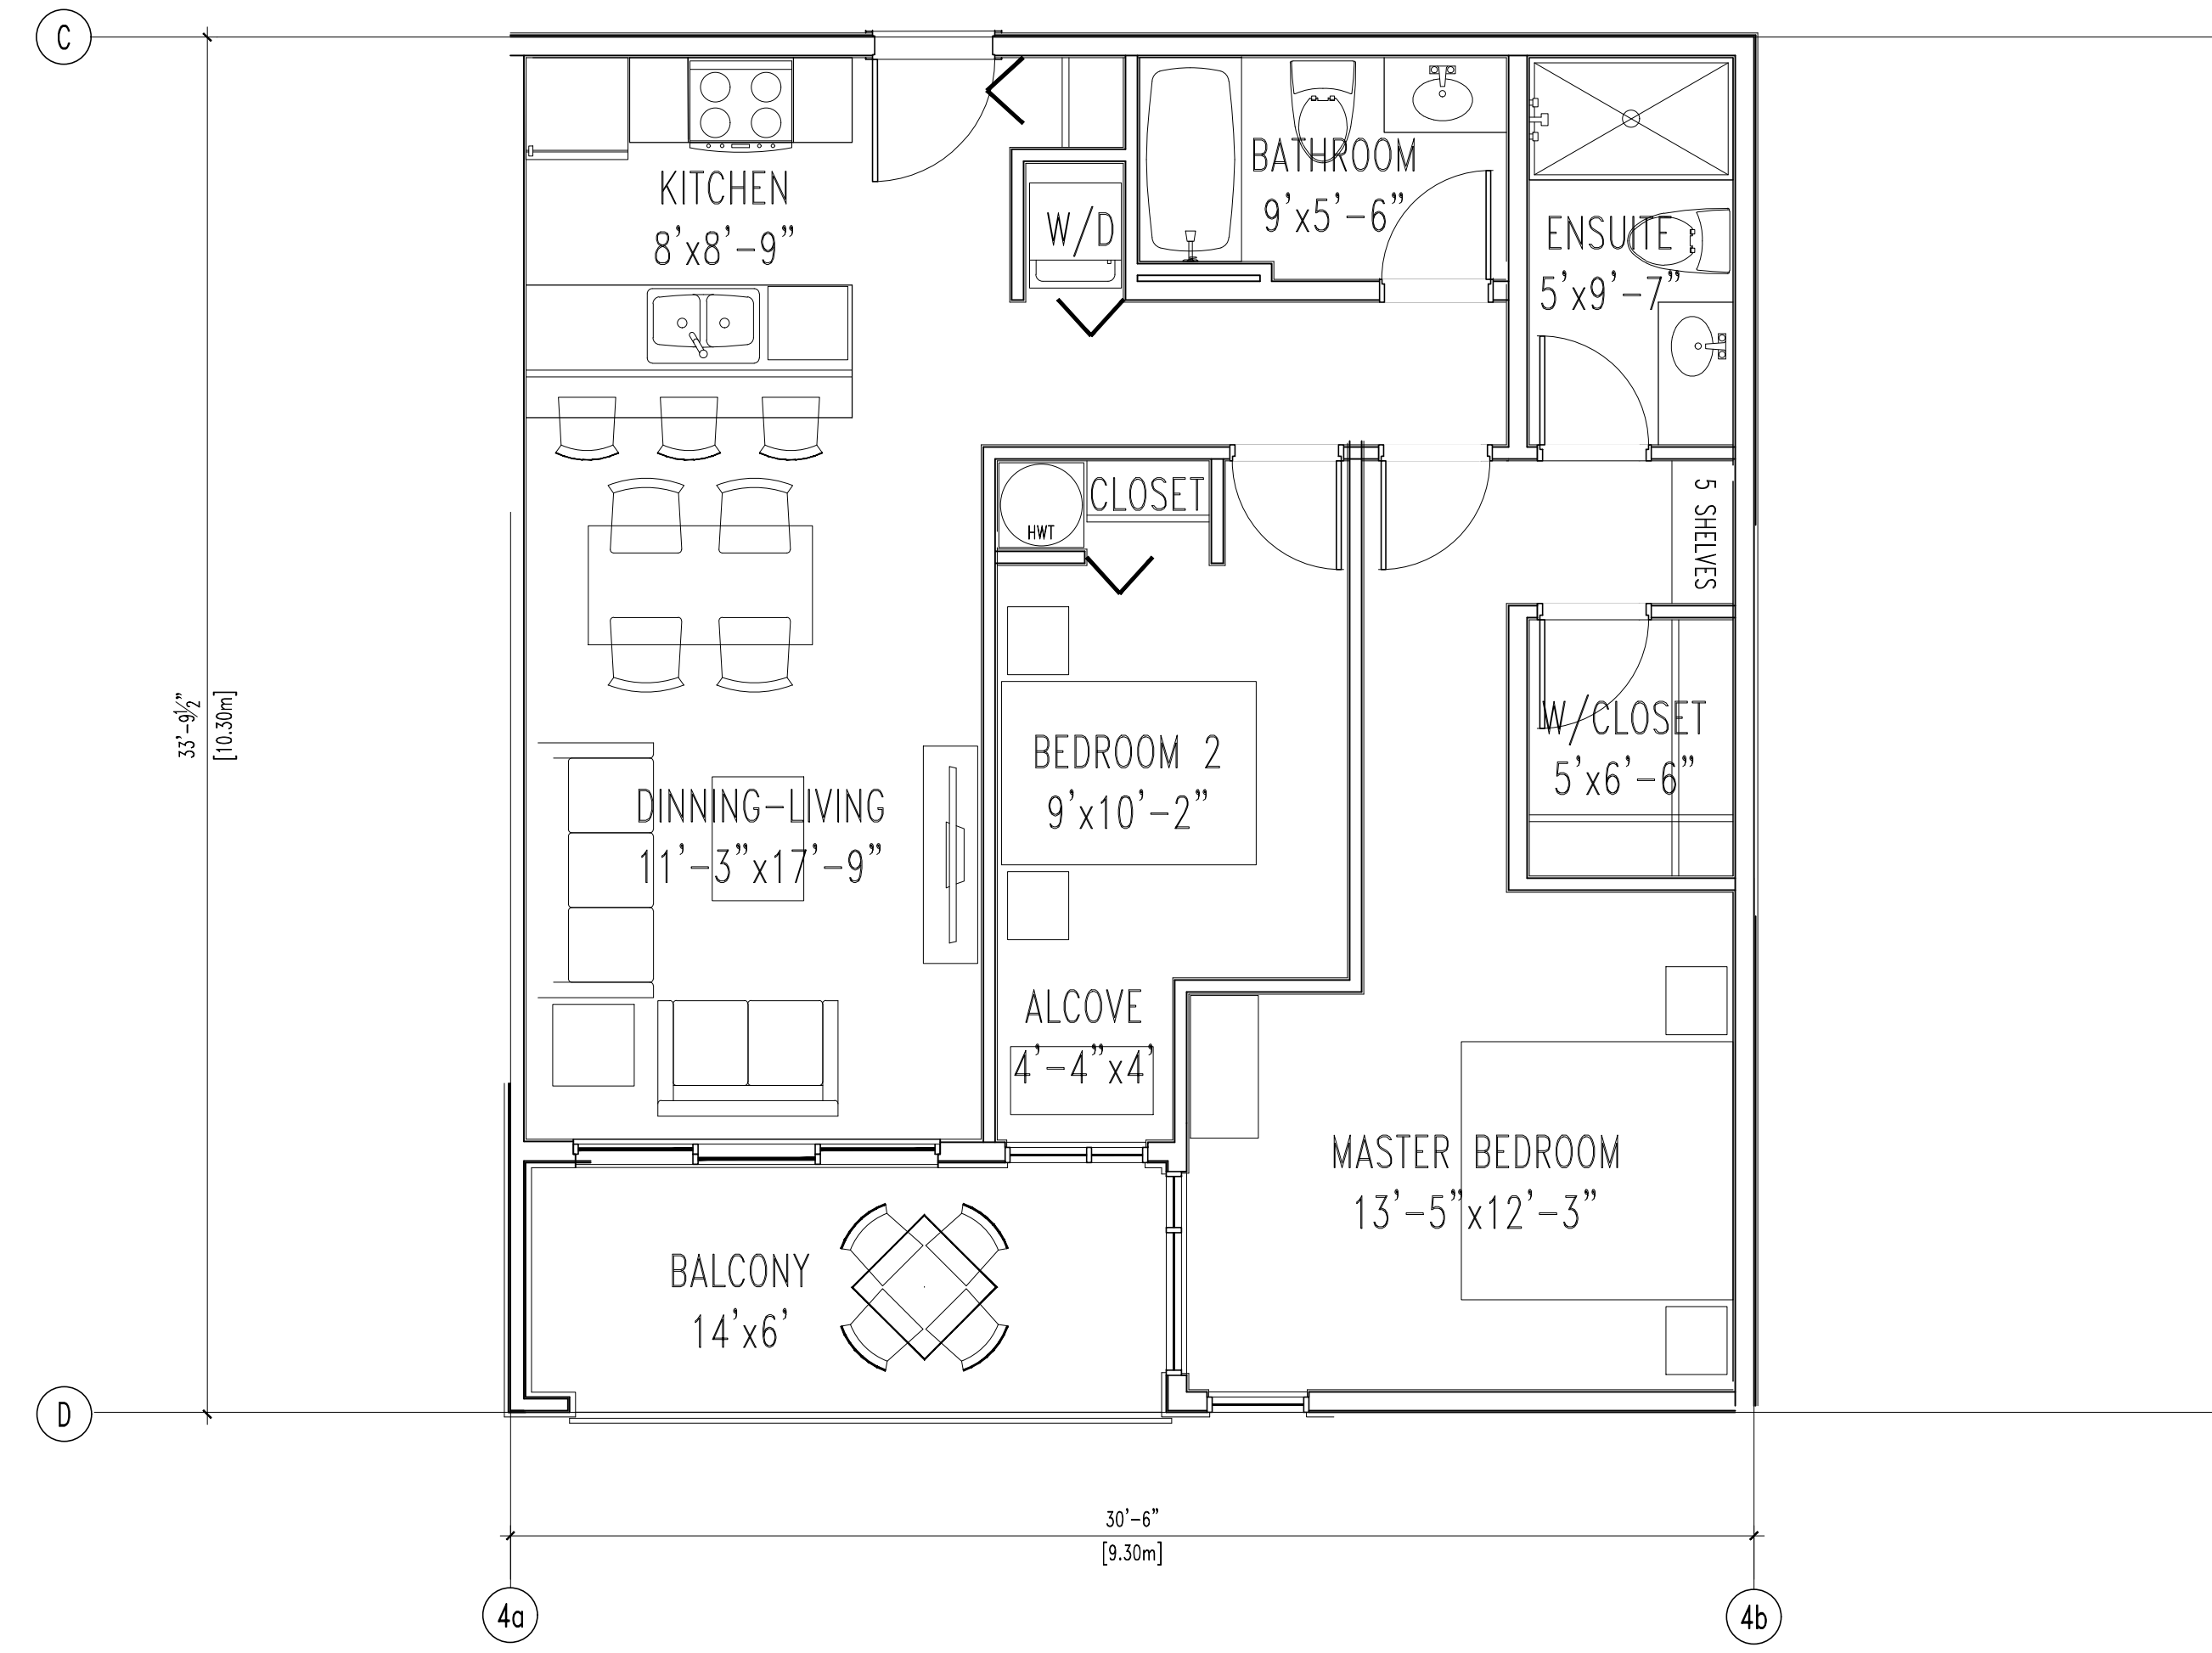 C
KITCHEN
8'x8'-9"
W/D
BATHROOM
9'x5'-6"
ENSUITE
5'x9'-7"
CLOSET
HWT
5 SHELVES
33'-9½"
[10.30m]
W/CLOSET
5'x6'-6"
BEDROOM 2
9'x10'-2"
DINNING-LIVING
11'-3"x17'-9"
ALCOVE
4'-4"x4'
MASTER BEDROOM
13'-5"x12'-3"
BALCONY
14'x6'
D
30'-6"
[9.30m]
4a
4b